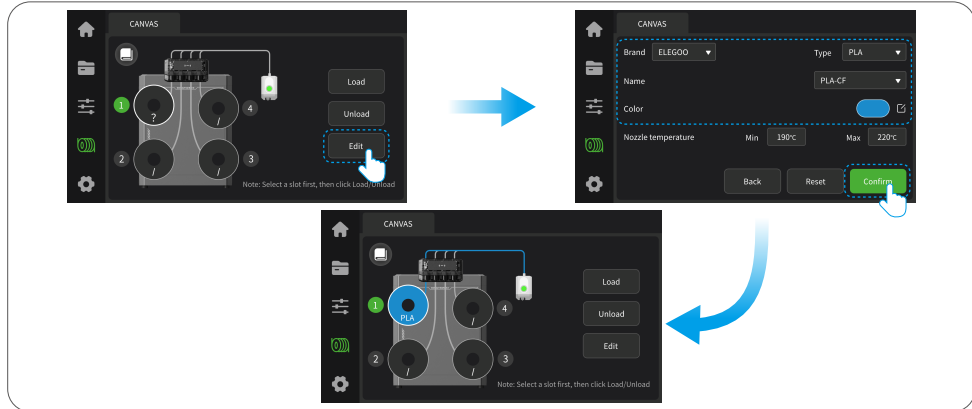 CANVAS
Load
1
4
?
/
Unload
Edit
2
3
/
/
Note: Select a slot first, then click Load/Unload
CANVAS
Brand ELEGOO Type PLA
Name PLA-CF
Color
Nozzle temperature Min 190℃ Max 220℃
Back Reset Confirm
CANVAS
Load
1
4
PLA
/
Unload
Edit
2
3
/
/
Note: Select a slot first, then click Load/Unload